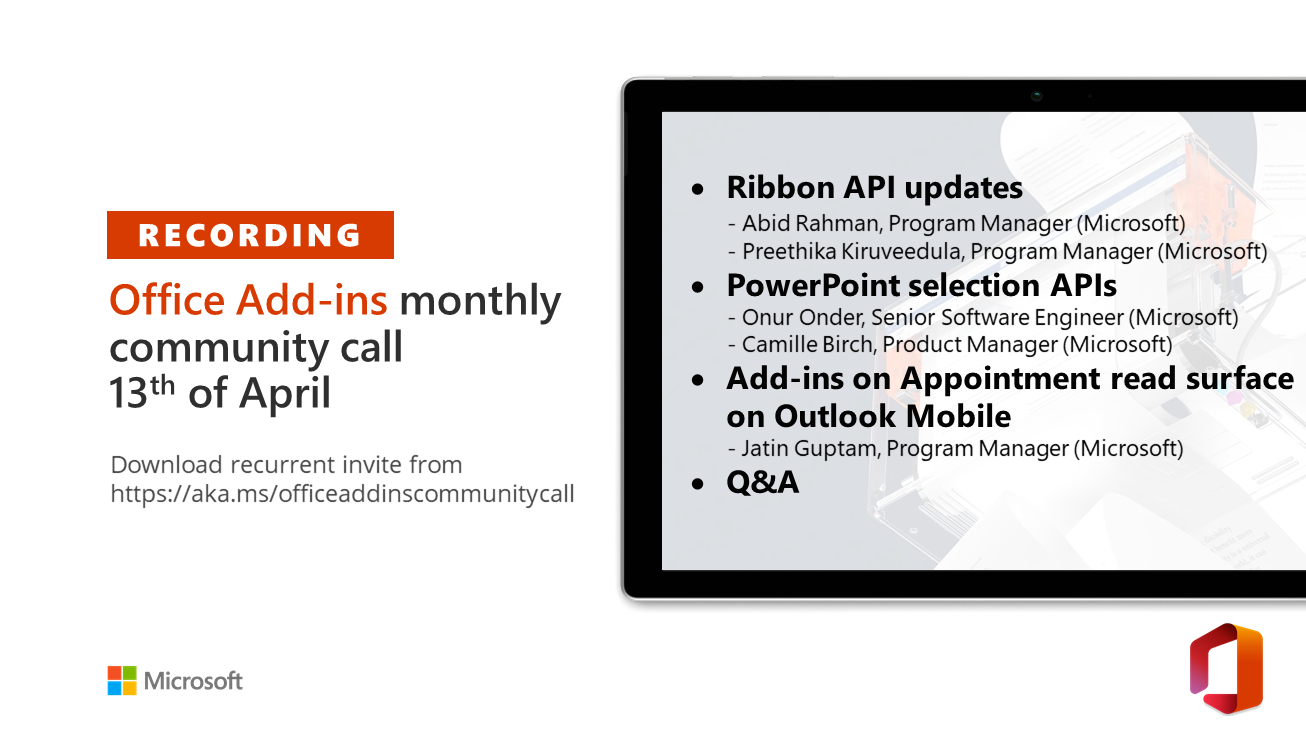 RECORDING
Office Add-ins monthly
community call
13th of April
Download recurrent invite from
https://aka.ms/officeaddinscommunitycall
Microsoft
• Ribbon API updates
- Abid Rahman, Program Manager (Microsoft)
- Preethika Kiruveedula, Program Manager (Microsoft)
• PowerPoint selection APIs
- Onur Onder, Senior Software Engineer (Microsoft)
- Camille Birch, Product Manager (Microsoft)
• Add-ins on Appointment read surface
on Outlook Mobile
- Jatin Guptam, Program Manager (Microsoft)
• Q&A